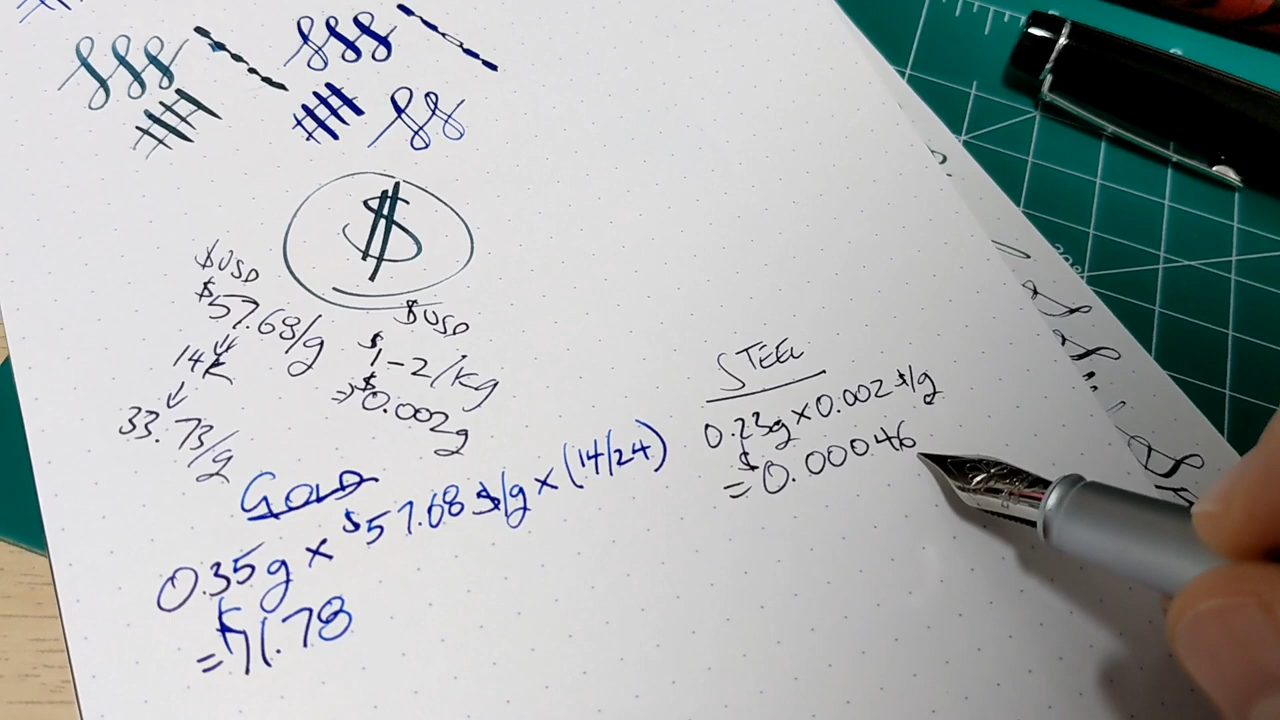 $
$USD
$57.68/g
14k
33.73/g
$USD
$1-2/kg
=> $0.002g
GOLD
0.35g × $57.68 $/g × (14/24)
= $11.78
STEEL
0.23g × 0.002 $/g
= $0.00046